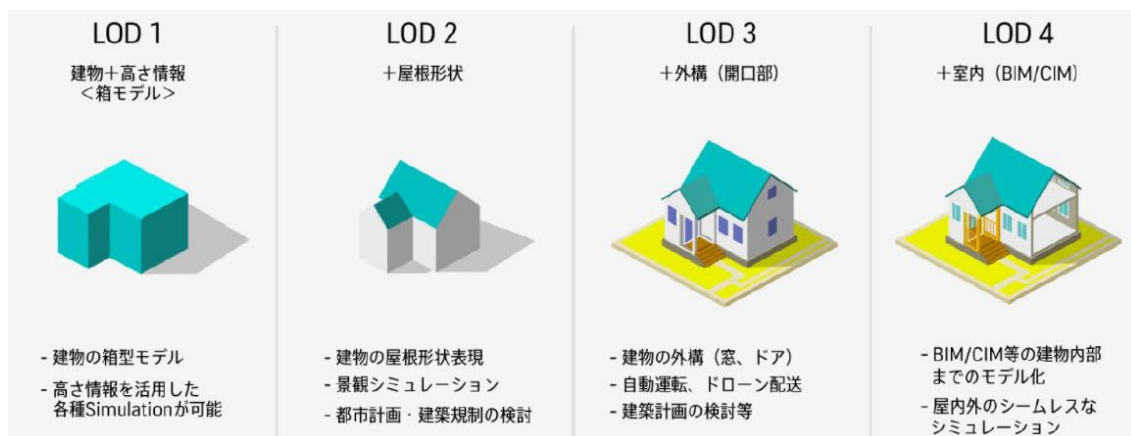 LOD 1
建物＋高さ情報
＜箱モデル＞
- 建物の箱型モデル
- 高さ情報を活用した
各種Simulationが可能
LOD 2
＋屋根形状
- 建物の屋根形状表現
- 景観シミュレーション
- 都市計画・建築規制の検討
LOD 3
＋外構（開口部）
- 建物の外構（窓、ドア）
- 自動運転、ドローン配送
- 建築計画の検討等
LOD 4
＋室内（BIM/CIM）
- BIM/CIM等の建物内部
までのモデル化
- 屋内外のシームレスな
シミュレーション